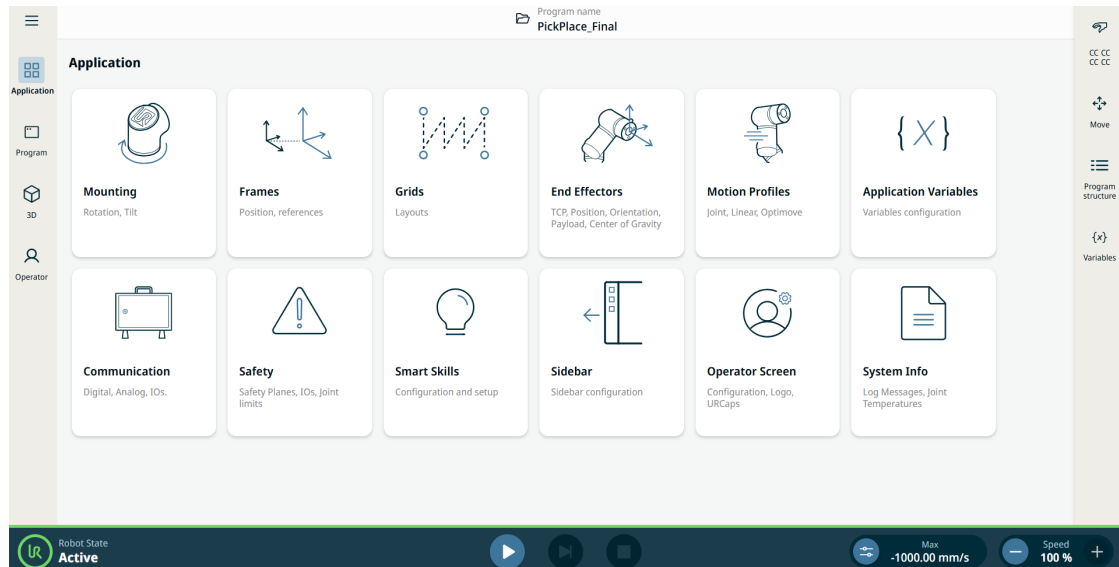 Program name
PickPlace_Final
Application
Application
Program
3D
Operator
Mounting
Rotation, Tilt
Frames
Position, references
Grids
Layouts
End Effectors
TCP, Position, Orientation,
Payload, Center of Gravity
Motion Profiles
Joint, Linear, Optimove
{X}
Application Variables
Variables configuration
Communication
Digital, Analog, IOs.
Safety
Safety Planes, IOs, Joint
limits
Smart Skills
Configuration and setup
Sidebar
Sidebar configuration
Operator Screen
Configuration, Logo,
URCaps
System Info
Log Messages, Joint
Temperatures
CC CC
CC CC
Move
Program
structure
{x}
Variables
UR
Robot State
Active
Max
-1000.00 mm/s
Speed
100 %